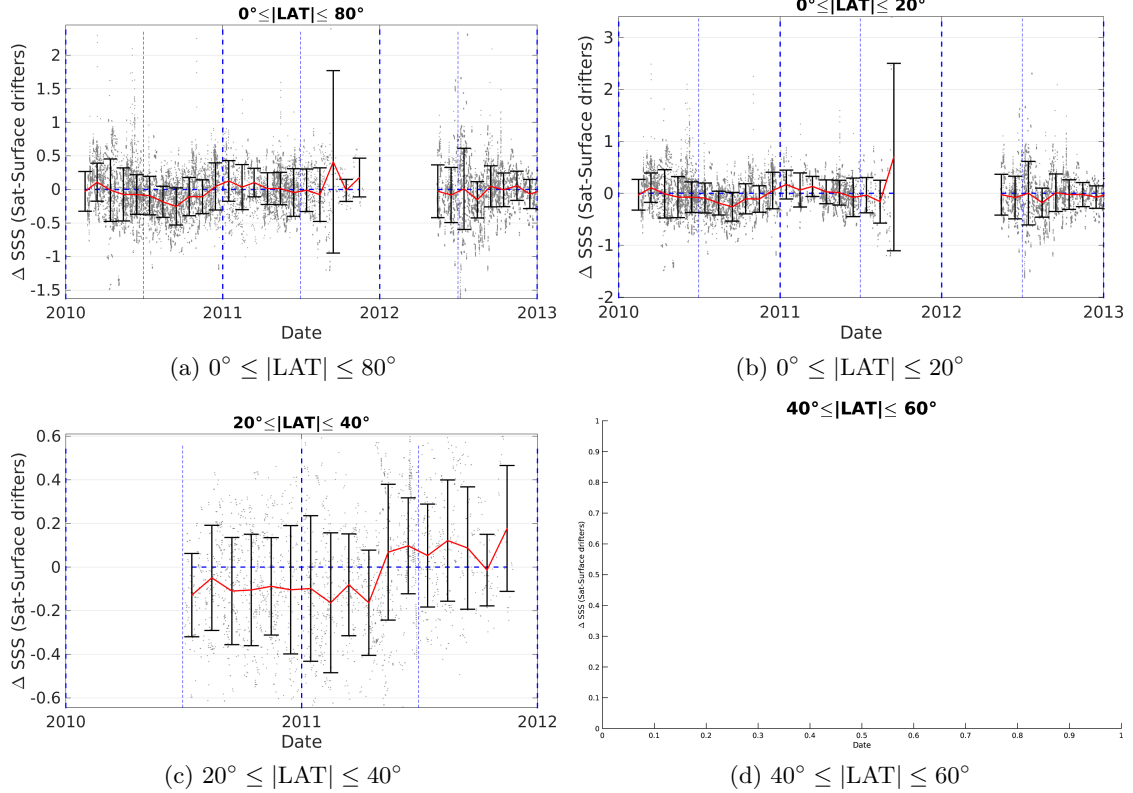 0°≤|LAT|≤ 80°
Δ SSS (Sat-Surface drifters)
2
1.5
1
0.5
0
-0.5
-1
-1.5
2010 2011 2012 2013
Date
(a) 0° ≤ |LAT| ≤ 80°
0°≤|LAT|≤ 20°
Δ SSS (Sat-Surface drifters)
3
2
1
0
-1
-2
2010 2011 2012 2013
Date
(b) 0° ≤ |LAT| ≤ 20°
20°≤|LAT|≤ 40°
Δ SSS (Sat-Surface drifters)
0.6
0.4
0.2
0
-0.2
-0.4
-0.6
2010 2011 2012
Date
(c) 20° ≤ |LAT| ≤ 40°
40°≤|LAT|≤ 60°
Δ SSS (Sat-Surface drifters)
1
0.9
0.8
0.7
0.6
0.5
0.4
0.3
0.2
0.1
0
0 0.1 0.2 0.3 0.4 0.5 0.6 0.7 0.8 0.9 1
Date
(d) 40° ≤ |LAT| ≤ 60°